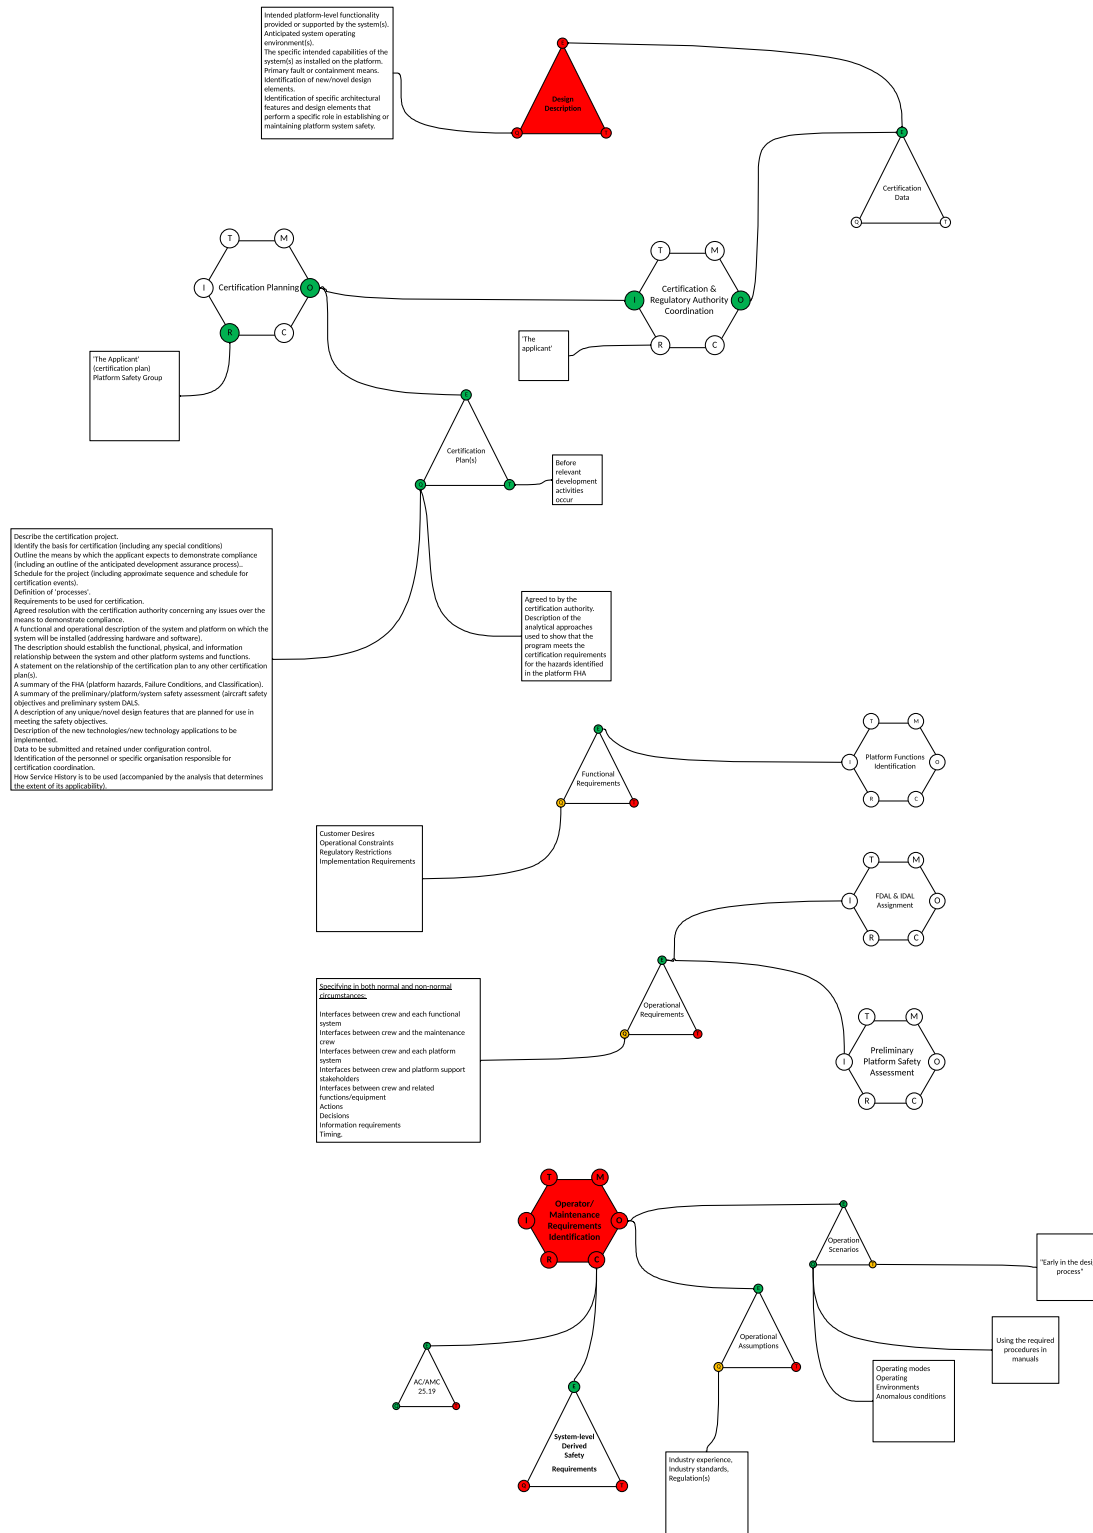 Intended platform-level functionality
provided or supported by the system(s).
Anticipated system operating
environment(s).
The specific intended capabilities of the
system(s) as installed on the platform.
Primary fault or containment means.
Identification of new/novel design
elements.
Identification of specific architectural
features and design elements that
perform a specific role in establishing or
maintaining platform system safety.
Design
Description
E
Certification
Data
Q
T
T
M
I
Certification Planning
O
R
C
T
M
I
Certification &
Regulatory Authority
Coordination
O
R
C
'The
applicant'
'The Applicant'
(certification plan)
Platform Safety Group
Certification
Plan(s)
Before
relevant
development
activities
occur
Describe the certification project.
Identify the basis for certification (including any special conditions)
Outline the means by which the applicant expects to demonstrate compliance
(including an outline of the anticipated development assurance process)..
Schedule for the project (including approximate sequence and schedule for
certification events).
Definition of 'processes'.
Requirements to be used for certification.
Agreed resolution with the certification authority concerning any issues over the
means to demonstrate compliance.
A functional and operational description of the system and platform on which the
system will be installed (addressing hardware and software).
The description should establish the functional, physical, and information
relationship between the system and other platform systems and functions.
A statement on the relationship of the certification plan to any other certification
plan(s).
A summary of the FHA (platform hazards, Failure Conditions, and Classification).
A summary of the preliminary/platform/system safety assessment (aircraft safety
objectives and preliminary system DALS.
A description of any unique/novel design features that are planned for use in
meeting the safety objectives.
Description of the new technologies/new technology applications to be
implemented.
Data to be submitted and retained under configuration control.
Identification of the personnel or specific organisation responsible for
certification coordination.
How Service History is to be used (accompanied by the analysis that determines
the extent of its applicability).
Agreed to by the
certification authority.
Description of the
analytical approaches
used to show that the
program meets the
certification requirements
for the hazards identified
in the platform FHA
Functional
Requirements
T
M
I
Platform Functions
Identification
O
R
C
Customer Desires
Operational Constraints
Regulatory Restrictions
Implementation Requirements
T
M
I
FDAL & IDAL
Assignment
O
R
C
Operational
Requirements
Specifying in both normal and non-normal
circumstances:
Interfaces between crew and each functional
system
Interfaces between crew and the maintenance
crew
Interfaces between crew and each platform
system
Interfaces between crew and platform support
stakeholders
Interfaces between crew and related
functions/equipment
Actions
Decisions
Information requirements
Timing.
T
M
I
Preliminary
Platform Safety
Assessment
O
R
C
T
M
I
Operator/
Maintenance
Requirements
Identification
O
R
C
Operation
Scenarios
"Early in the desi
process"
Operational
Assumptions
Using the required
procedures in
manuals
Operating modes
Operating
Environments
Anomalous conditions
AC/AMC
25.19
System-level
Derived
Safety
Requirements
Industry experience,
Industry standards,
Regulation(s)